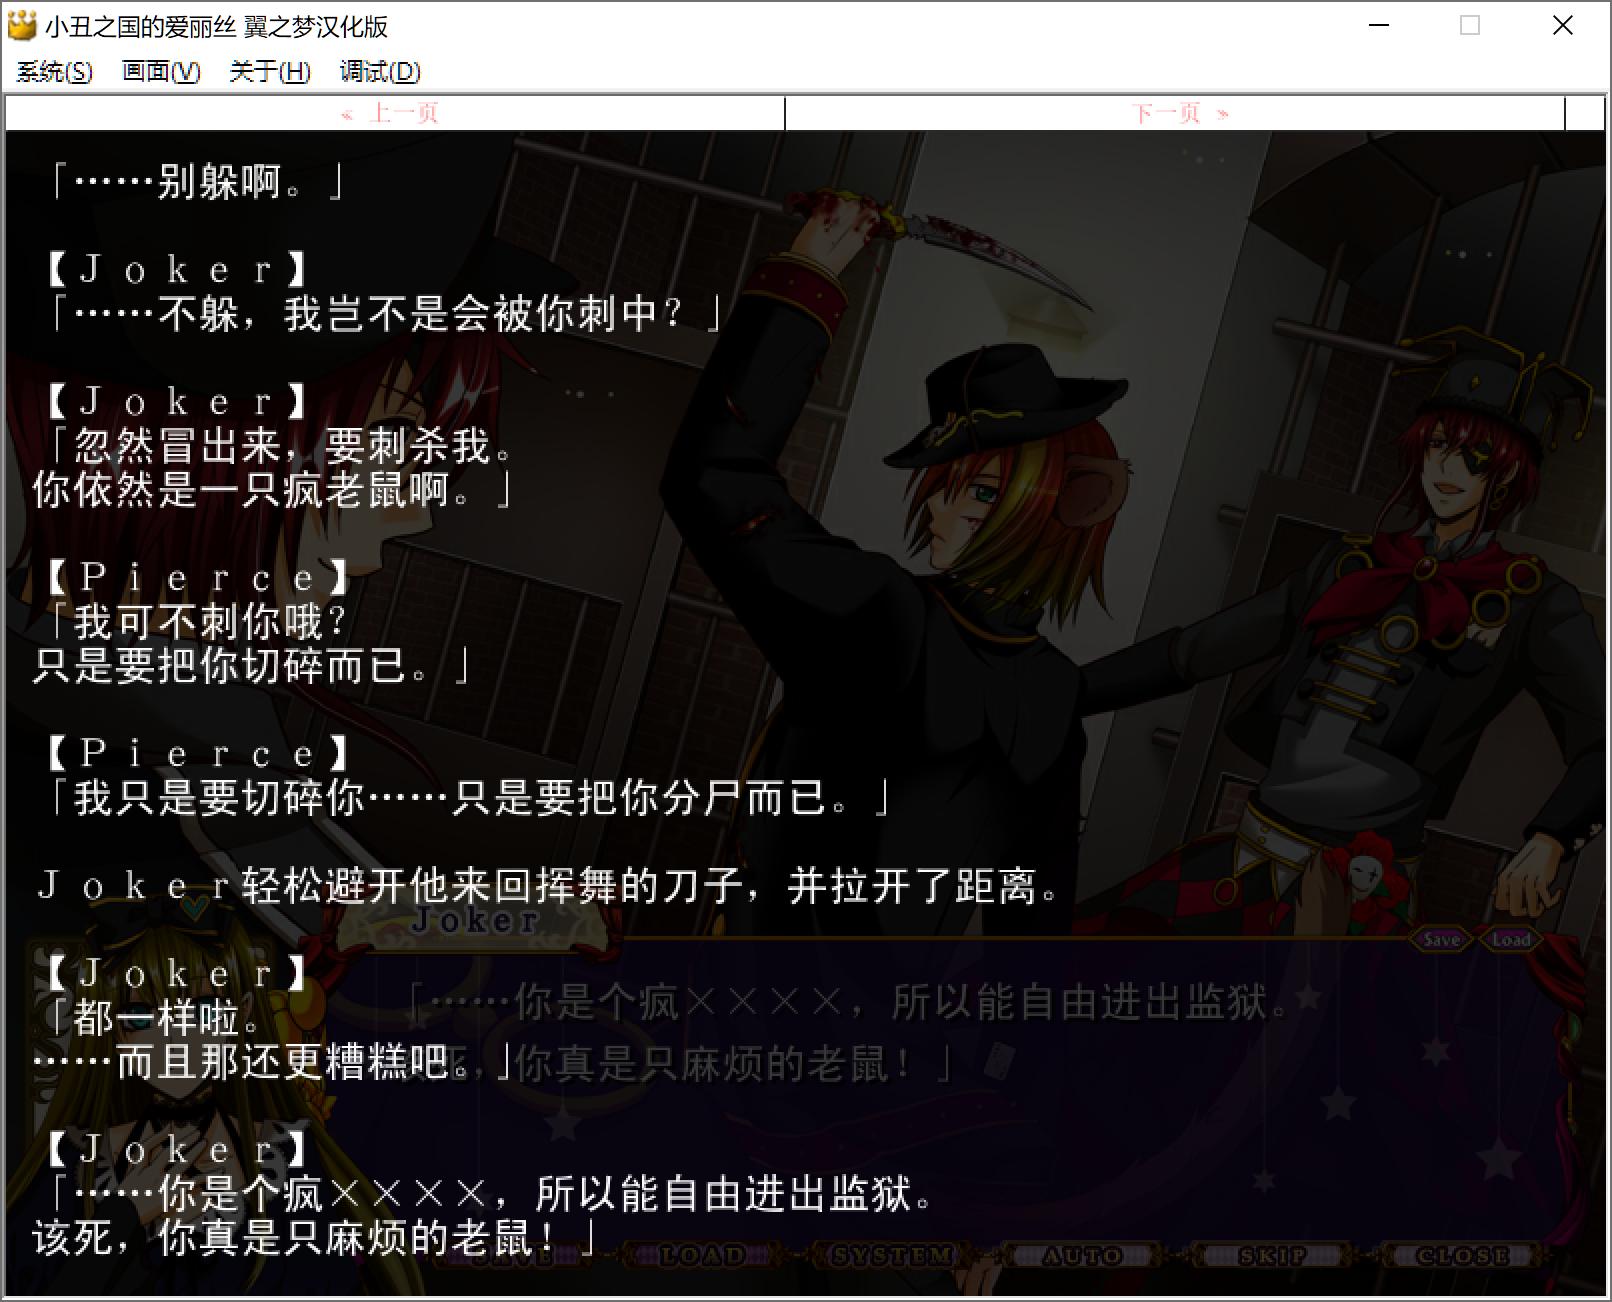 小丑之国的爱丽丝 翼之梦汉化版
系统(S) 画面(V) 关于(H) 调试(D)
« 上一页 下一页 »
「……别躲啊。」
【Ｊｏｋｅｒ】
「……不躲，我岂不是会被你刺中？」
【Ｊｏｋｅｒ】
「忽然冒出来，要刺杀我。
你依然是一只疯老鼠啊。」
【Ｐｉｅｒｃｅ】
「我可不刺你哦？
只是要把你切碎而已。」
【Ｐｉｅｒｃｅ】
「我只是要切碎你……只是要把你分尸而已。」
Ｊｏｋｅｒ轻松避开他来回挥舞的刀子，并拉开了距离。
Joker
Save Load
【Ｊｏｋｅｒ】
「都一样啦。
……而且那还更糟糕吧。」
「……你是个疯××××，所以能自由进出监狱。
死，你真是只麻烦的老鼠！」
【Ｊｏｋｅｒ】
「……你是个疯××××，所以能自由进出监狱。
该死，你真是只麻烦的老鼠！」
SAVE LOAD SYSTEM AUTO SKIP CLOSE